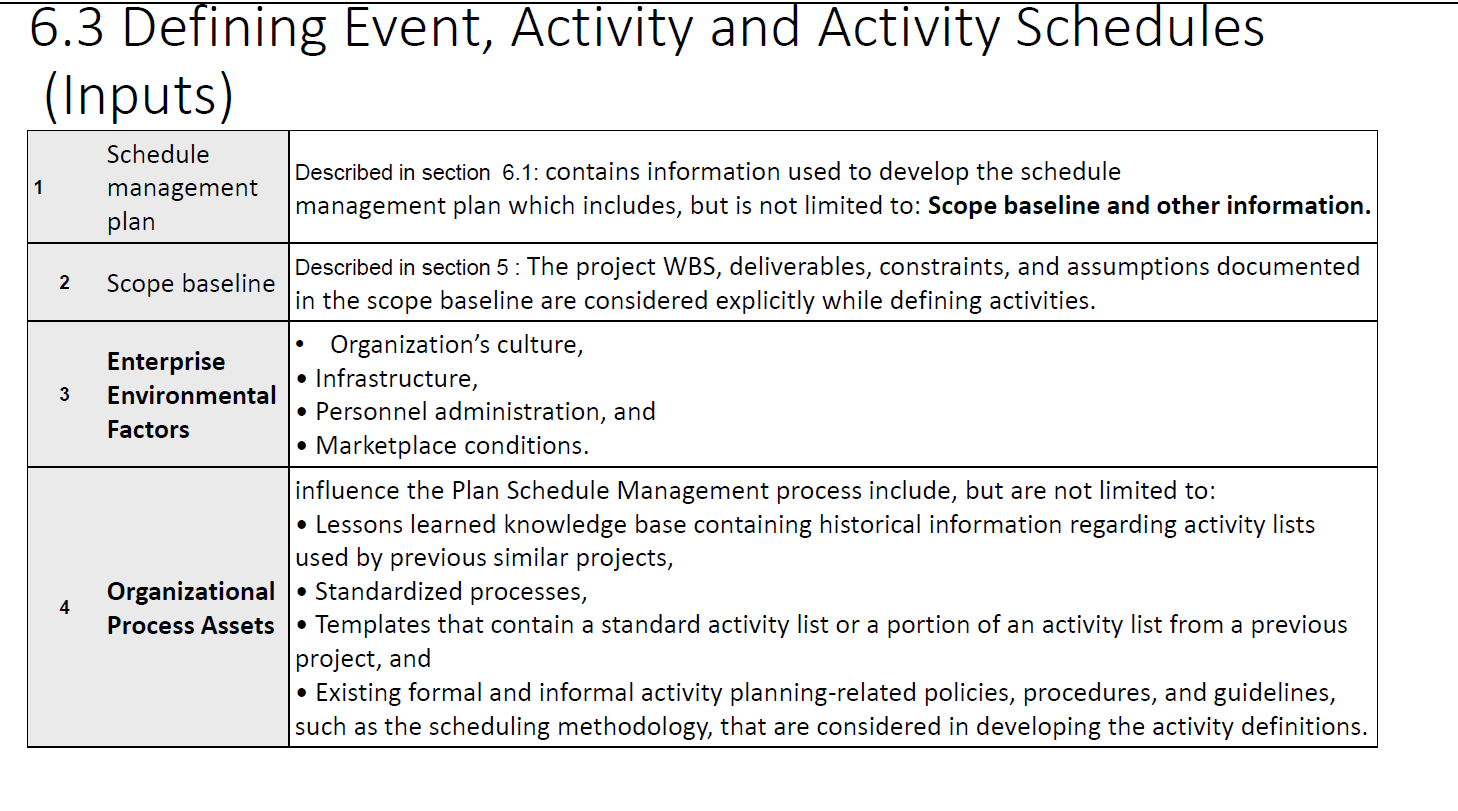 6.3 Defining Event, Activity and Activity Schedules
(Inputs)
1
Schedule
management
plan
Described in section 6.1: contains information used to develop the schedule
management plan which includes, but is not limited to: Scope baseline and other information.
2
Scope baseline
Described in section 5 : The project WBS, deliverables, constraints, and assumptions documented
in the scope baseline are considered explicitly while defining activities.
3
Enterprise
Environmental
Factors
• Organization’s culture,
• Infrastructure,
• Personnel administration, and
• Marketplace conditions.
4
Organizational
Process Assets
influence the Plan Schedule Management process include, but are not limited to:
• Lessons learned knowledge base containing historical information regarding activity lists
used by previous similar projects,
• Standardized processes,
• Templates that contain a standard activity list or a portion of an activity list from a previous
project, and
• Existing formal and informal activity planning-related policies, procedures, and guidelines,
such as the scheduling methodology, that are considered in developing the activity definitions.